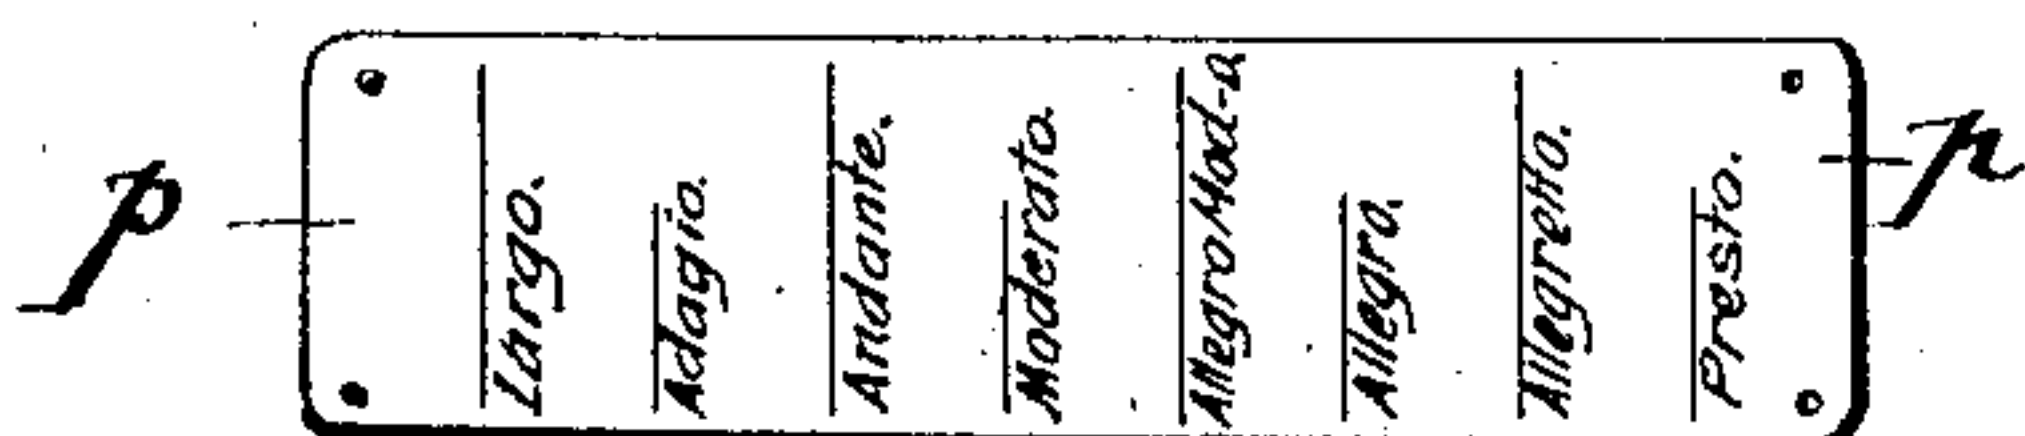 p
Largo.
Adagio.
Andante.
Moderato.
Allegro Mod-o
Allegro.
Allegretto.
Presto.
p